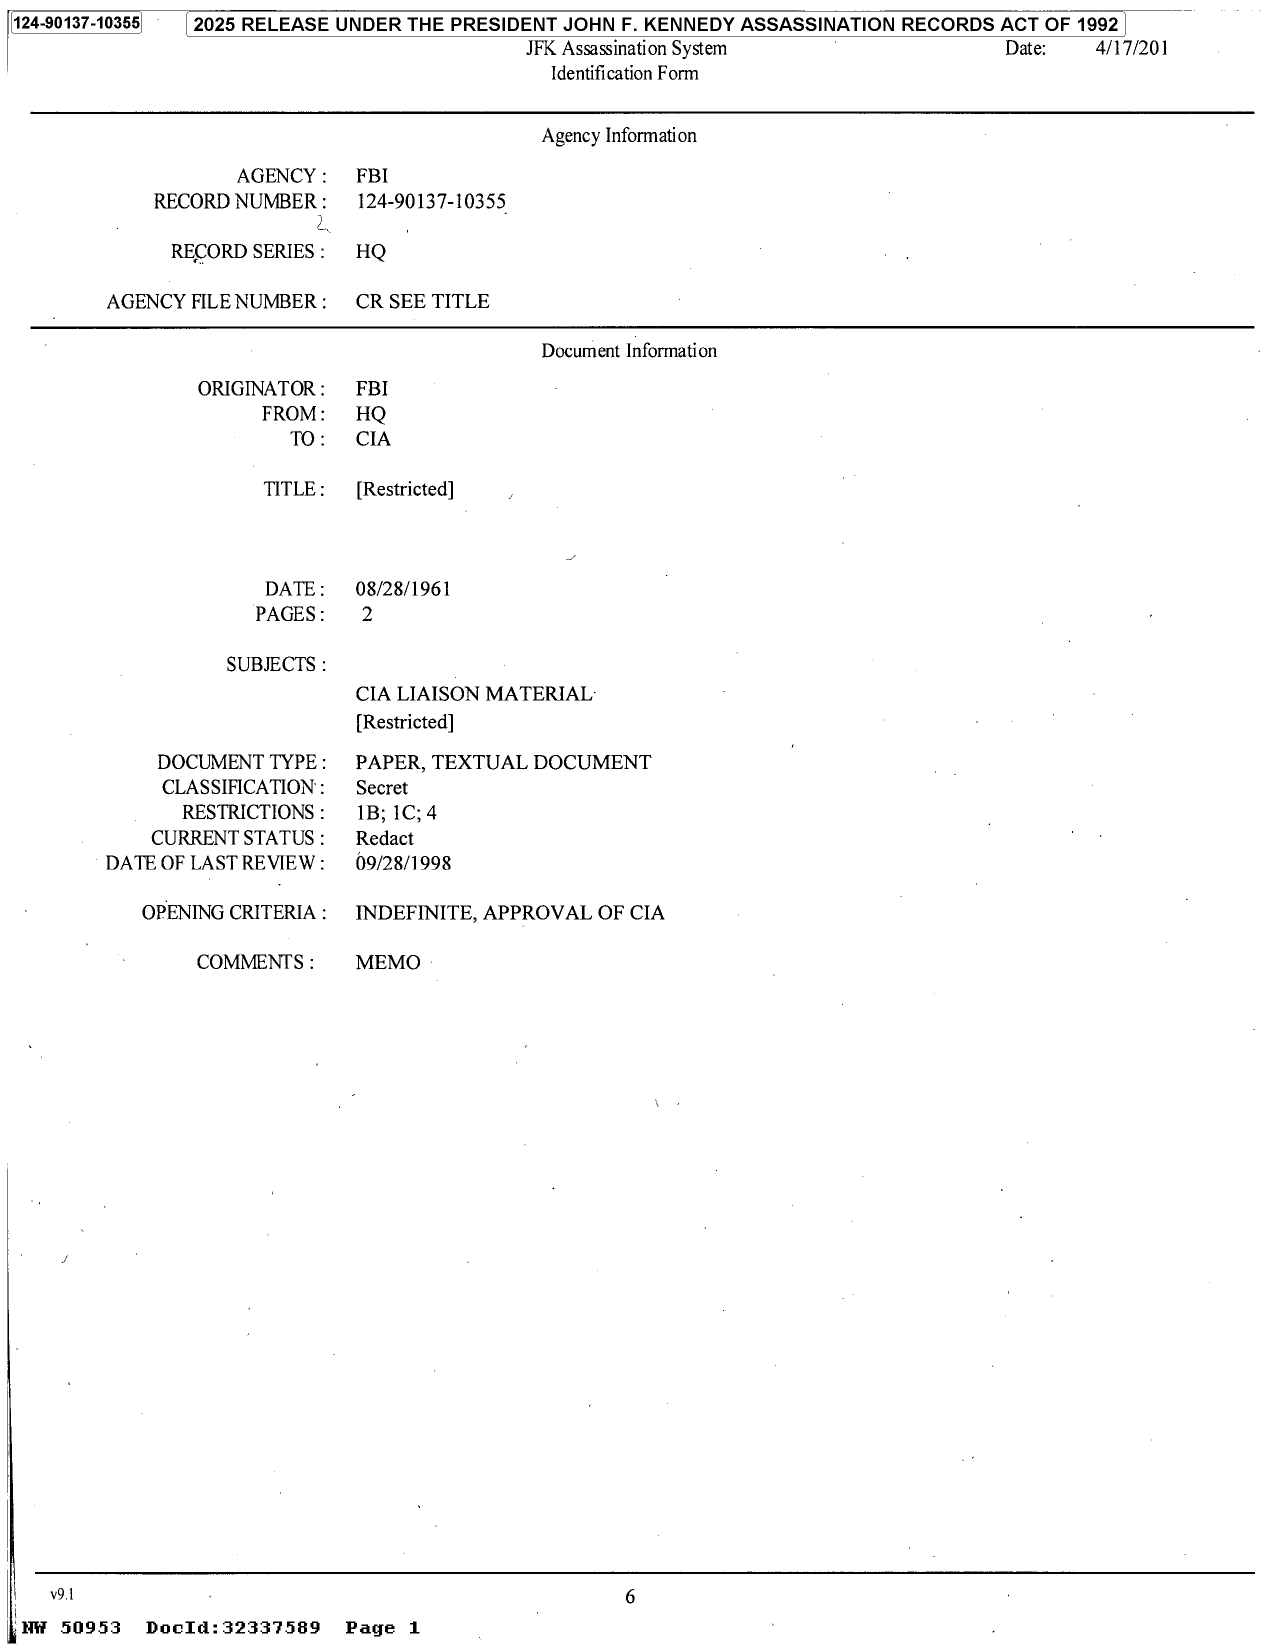 124-90137-10355 2025 RELEASE UNDER THE PRESIDENT JOHN F. KENNEDY ASSASSINATION RECORDS ACT OF 1992
JFK Assassination System Date: 4/17/201
Identification Form
Agency Information
AGENCY : FBI
RECORD NUMBER : 124-90137-10355
2
RECORD SERIES : HQ
AGENCY FILE NUMBER : CR SEE TITLE
Document Information
ORIGINATOR : FBI
FROM : HQ
TO : CIA
TITLE : [Restricted]
DATE : 08/28/1961
PAGES : 2
SUBJECTS :
CIA LIAISON MATERIAL
[Restricted]
DOCUMENT TYPE : PAPER, TEXTUAL DOCUMENT
CLASSIFICATION : Secret
RESTRICTIONS : 1B; 1C; 4
CURRENT STATUS : Redact
DATE OF LAST REVIEW : 09/28/1998
OPENING CRITERIA : INDEFINITE, APPROVAL OF CIA
COMMENTS : MEMO
v9.1 6
NW 50953 DocId:32337589 Page 1